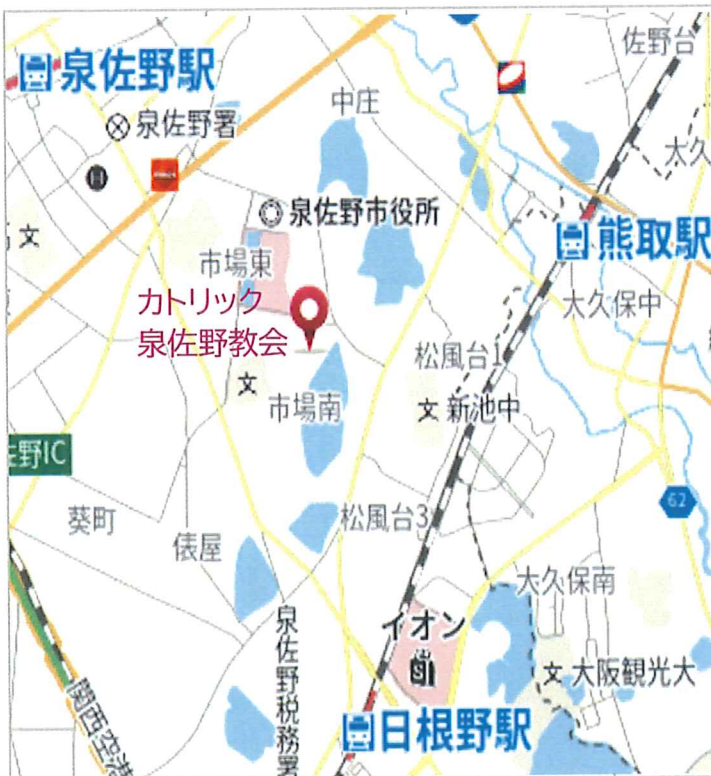 泉佐野駅
佐野台
中庄
泉佐野署
大久
泉佐野市役所
文
熊取駅
市場東
カトリック
泉佐野教会
大久保中
松風台1
文
市場南
文 新池中
野IC
62
葵町
俵屋
松風台3
大久保南
イオン
泉佐野税務署
文 大阪観光大
関西空港
日根野駅